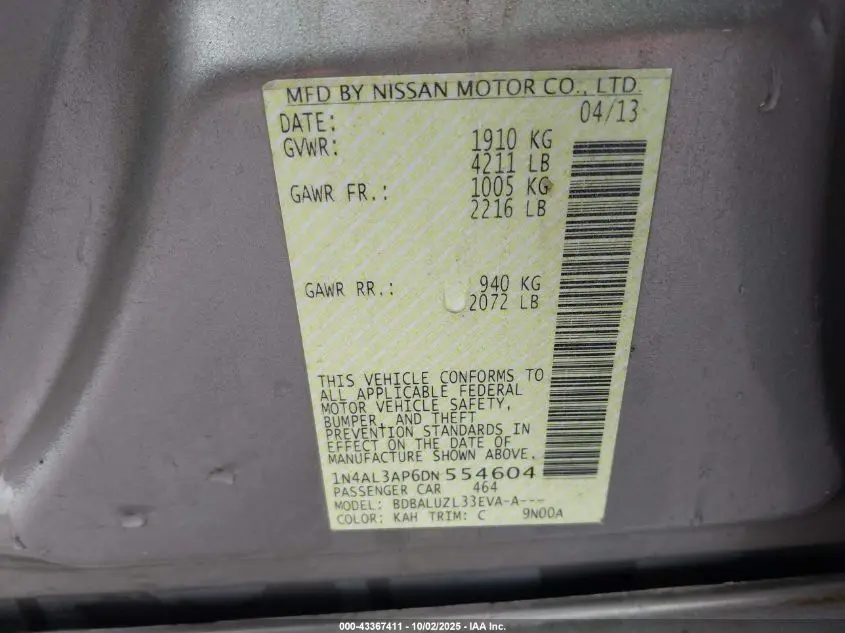 MFD BY NISSAN MOTOR CO., LTD.
DATE: 04/13
GVWR: 1910 KG
4211 LB
GAWR FR.: 1005 KG
2216 LB
GAWR RR.: 940 KG
2072 LB
THIS VEHICLE CONFORMS TO
ALL APPLICABLE FEDERAL
MOTOR VEHICLE SAFETY,
BUMPER, AND THEFT
PREVENTION STANDARDS IN
EFFECT ON THE DATE OF
MANUFACTURE SHOWN ABOVE.
1N4AL3AP6DN554604
PASSENGER CAR 464
MODEL: BDBALUZL33EVA-A---
COLOR: KAH TRIM: C 9N00A
000-43367411 - 10/02/2025 - IAA Inc.